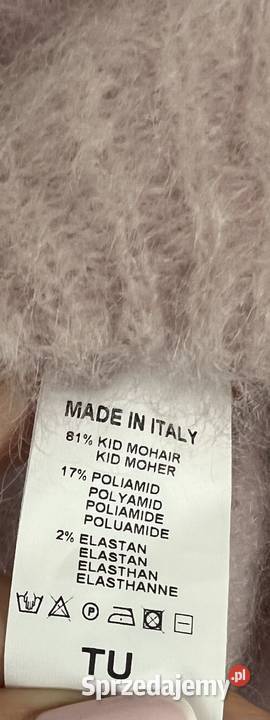 MADE IN ITALY
81% KID MOHAIR
KID MOHER
17% POLIAMID
POLYAMID
POLIAMIDE
POLUAMIDE
2% ELASTAN
ELASTAN
ELASTHAN
ELASTHANNE
P
TU
Sprzedajemy.pl